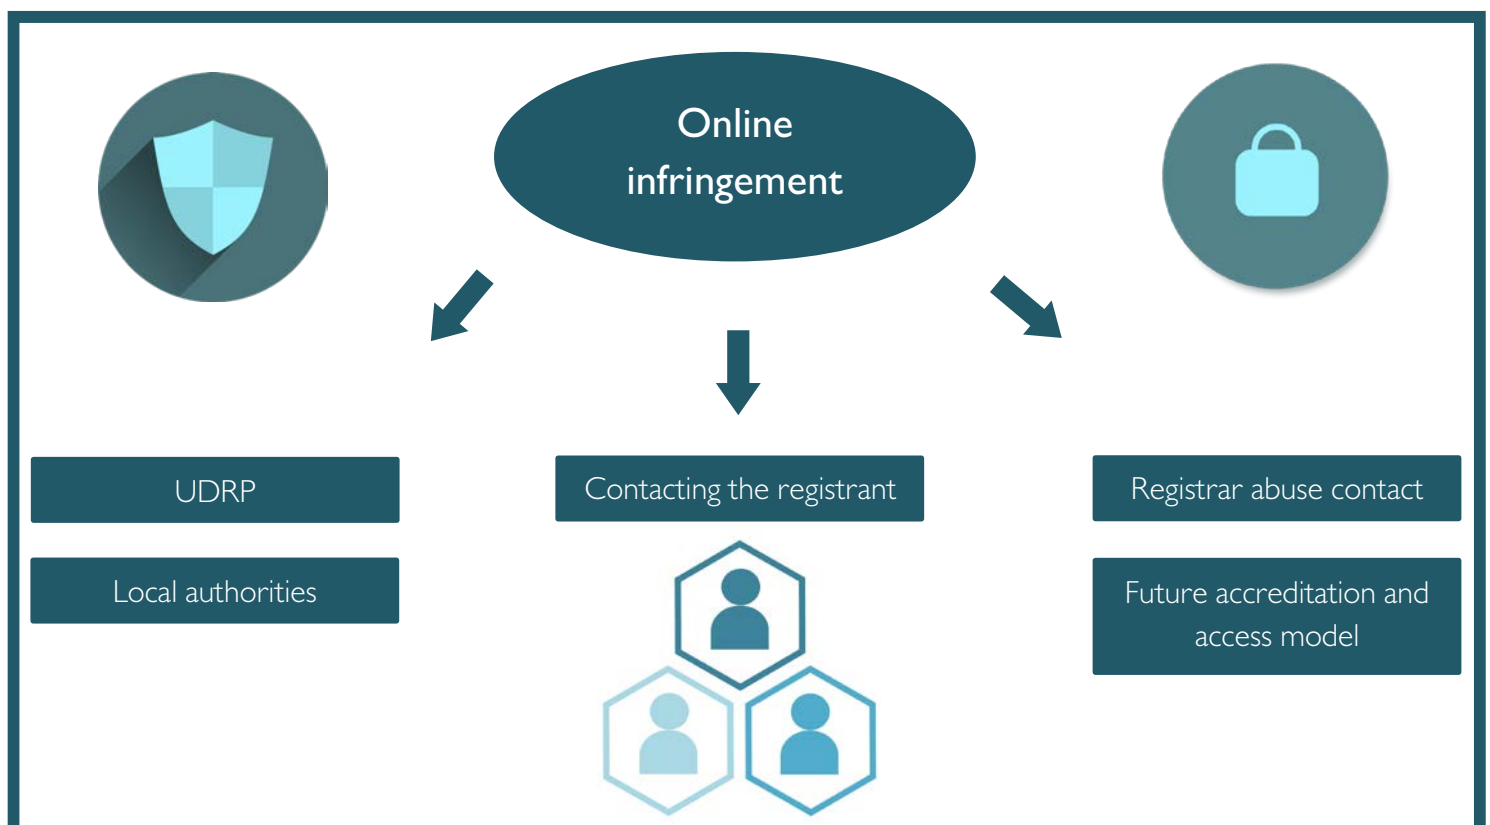 Online
infringement
UDRP
Contacting the registrant
Registrar abuse contact
Local authorities
Future accreditation and
access model